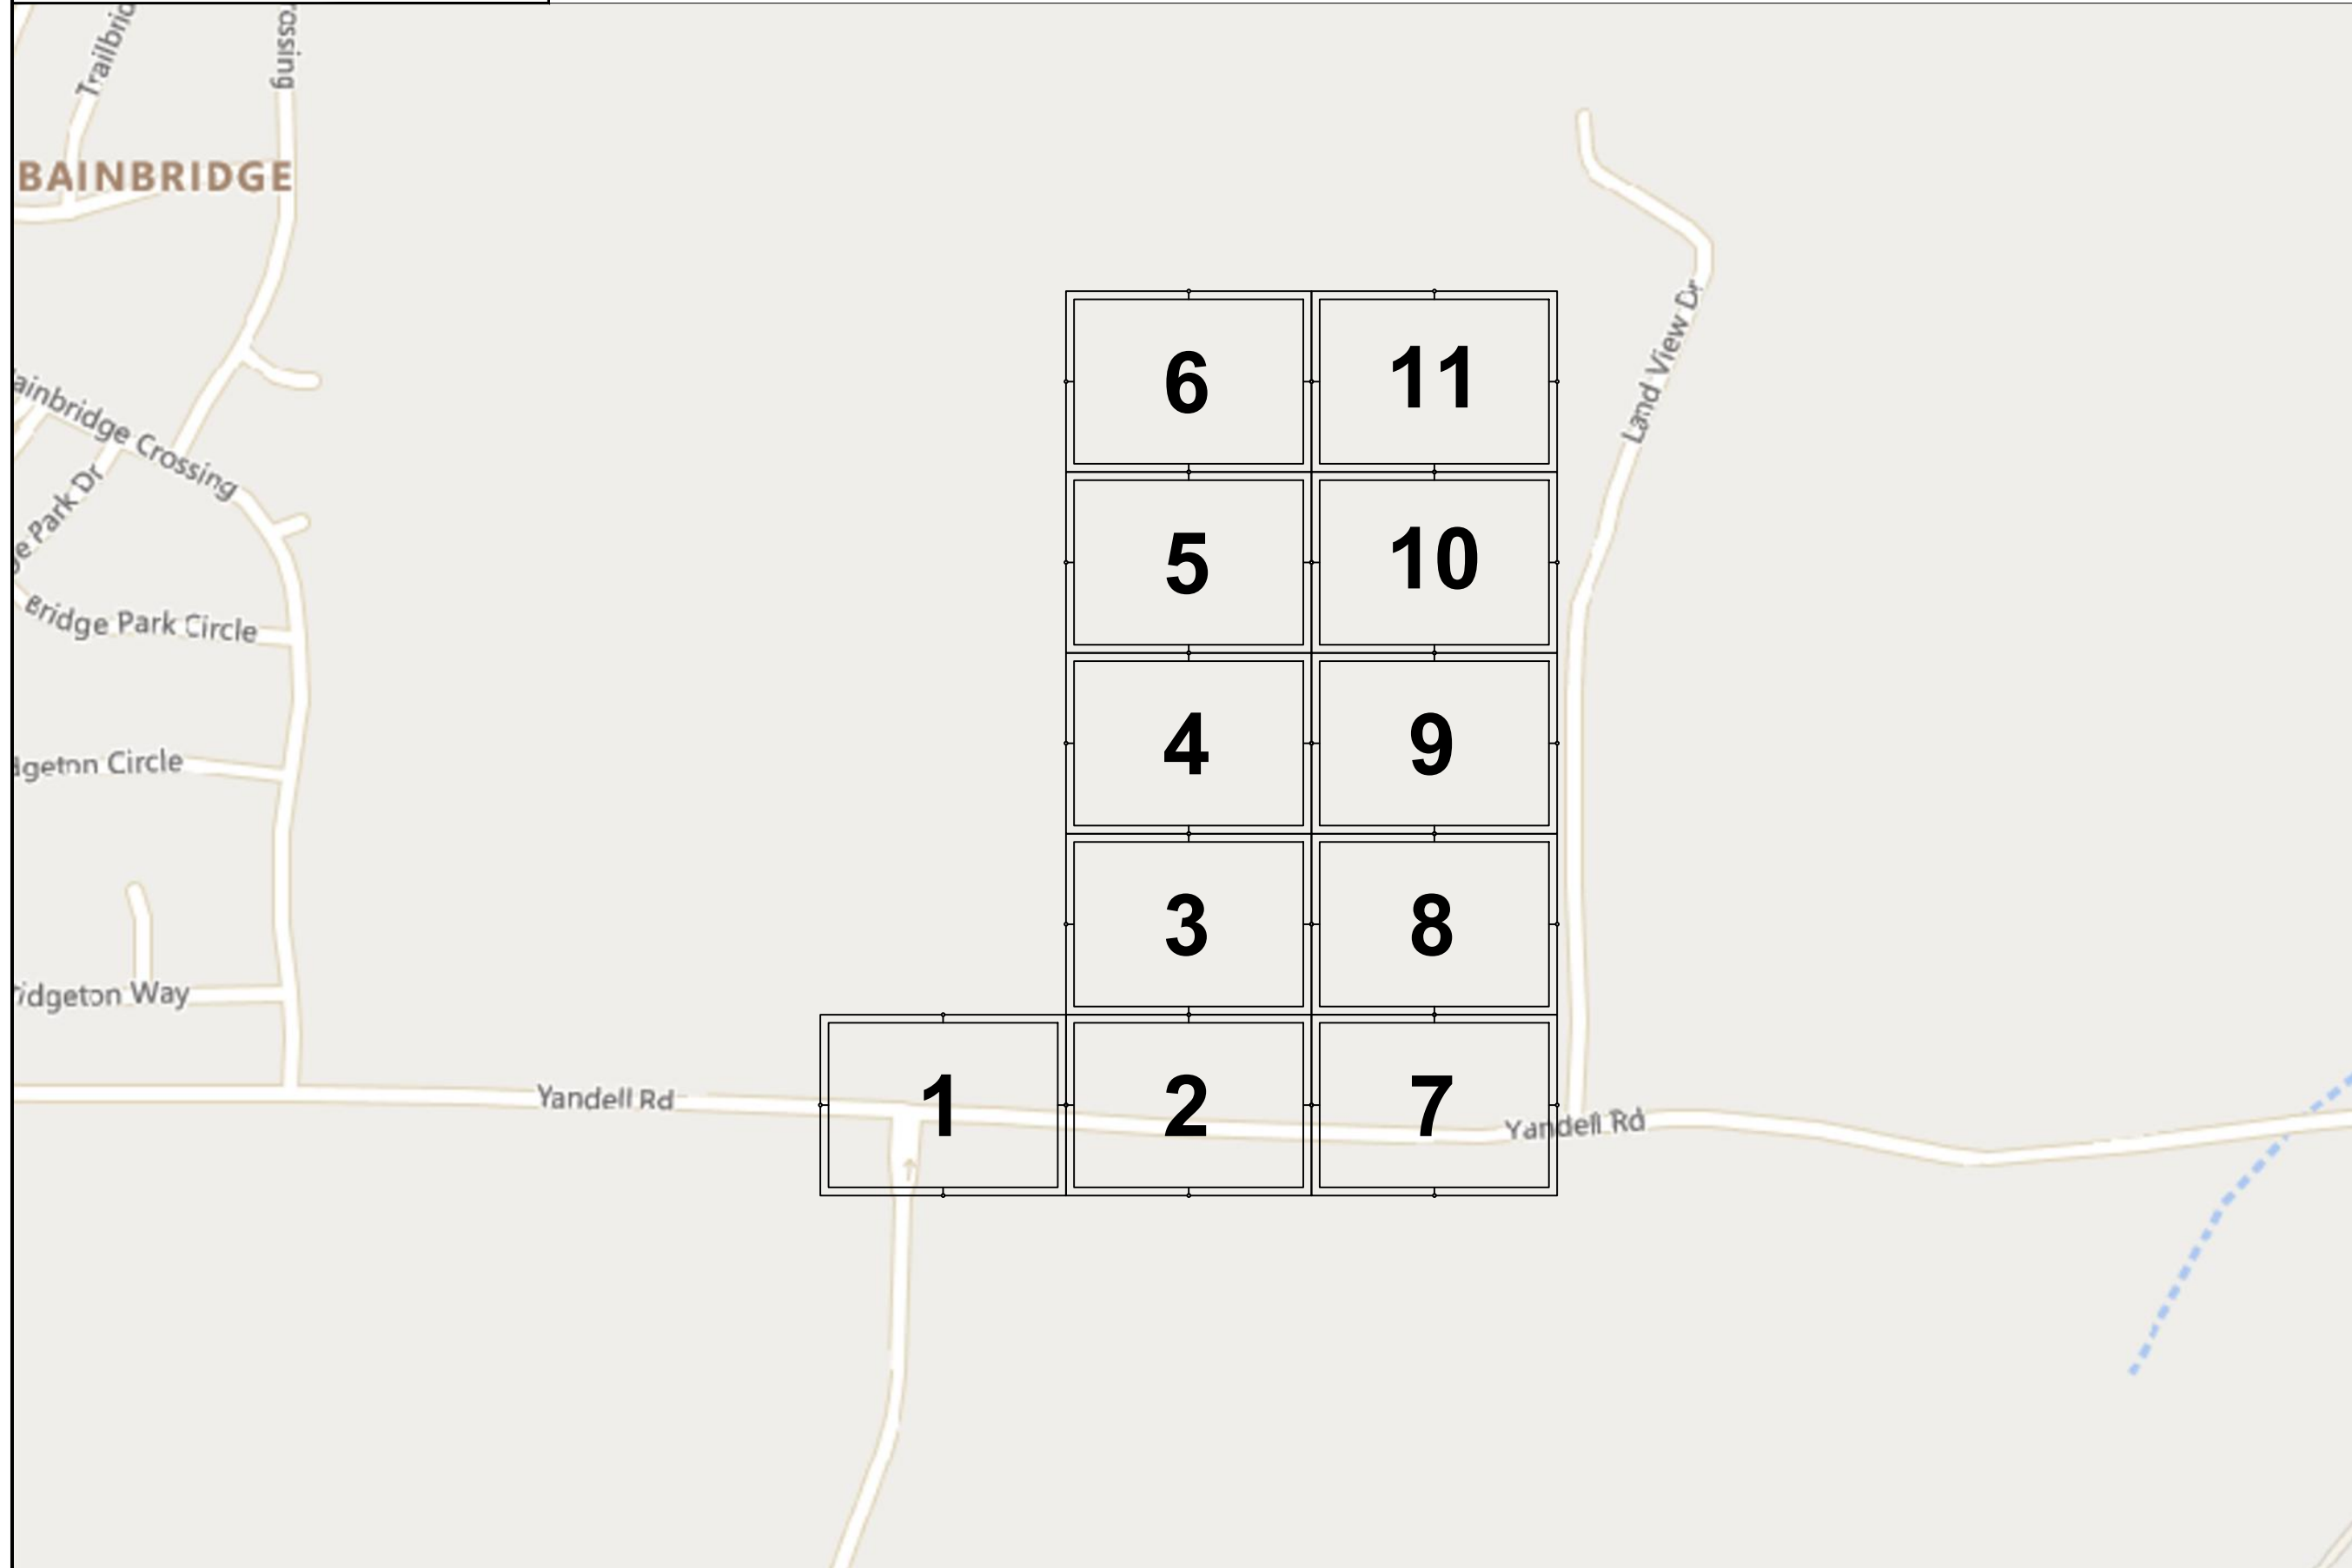 Trailbrid
ossing
BAINBRIDGE
Land View Dr
6
11
ainbridge Crossing
ge Park Dr
5
10
Bridge Park Circle
4
9
dgeton Circle
3
8
idgeton Way
Yandell Rd
1
2
7
Yandell Rd